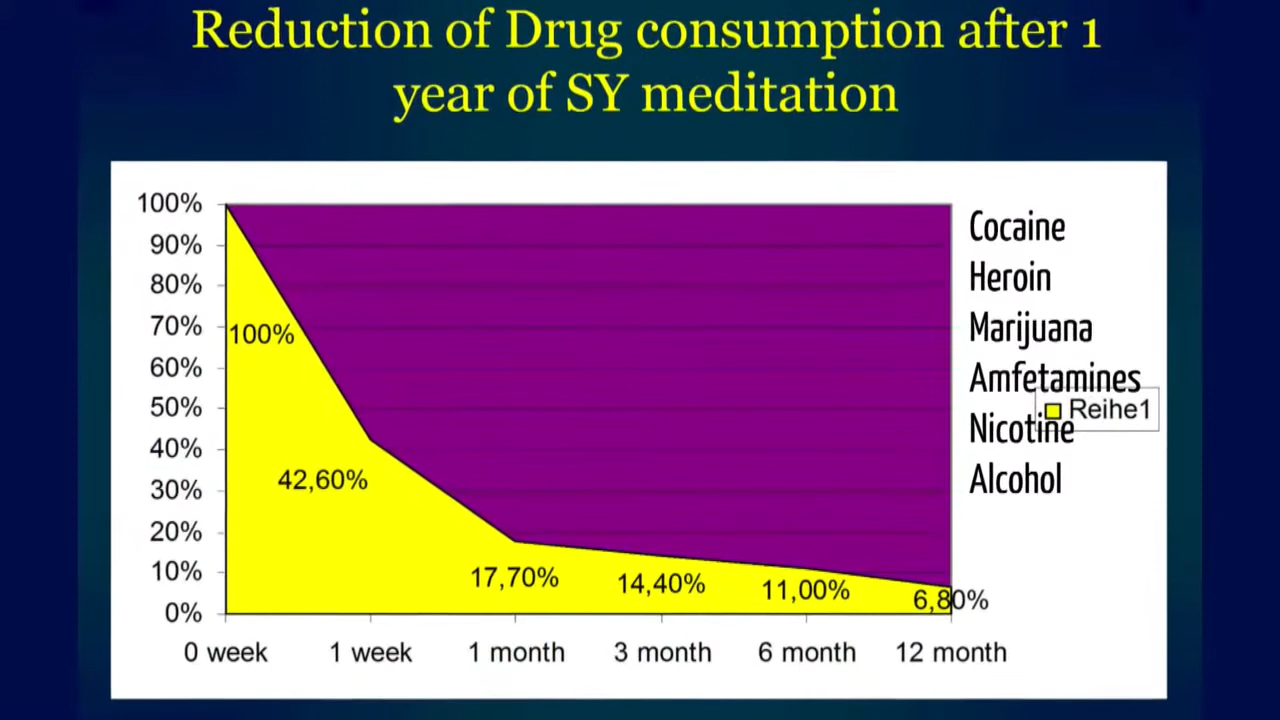 Reduction of Drug consumption after 1
year of SY meditation
100%
90%
80%
70%
60%
50%
40%
30%
20%
10%
0%
100%
42,60%
17,70%
14,40%
11,00%
6,80%
0 week
1 week
1 month
3 month
6 month
12 month
Cocaine
Heroin
Marijuana
Amfetamines
Reihe1
Nicotine
Alcohol